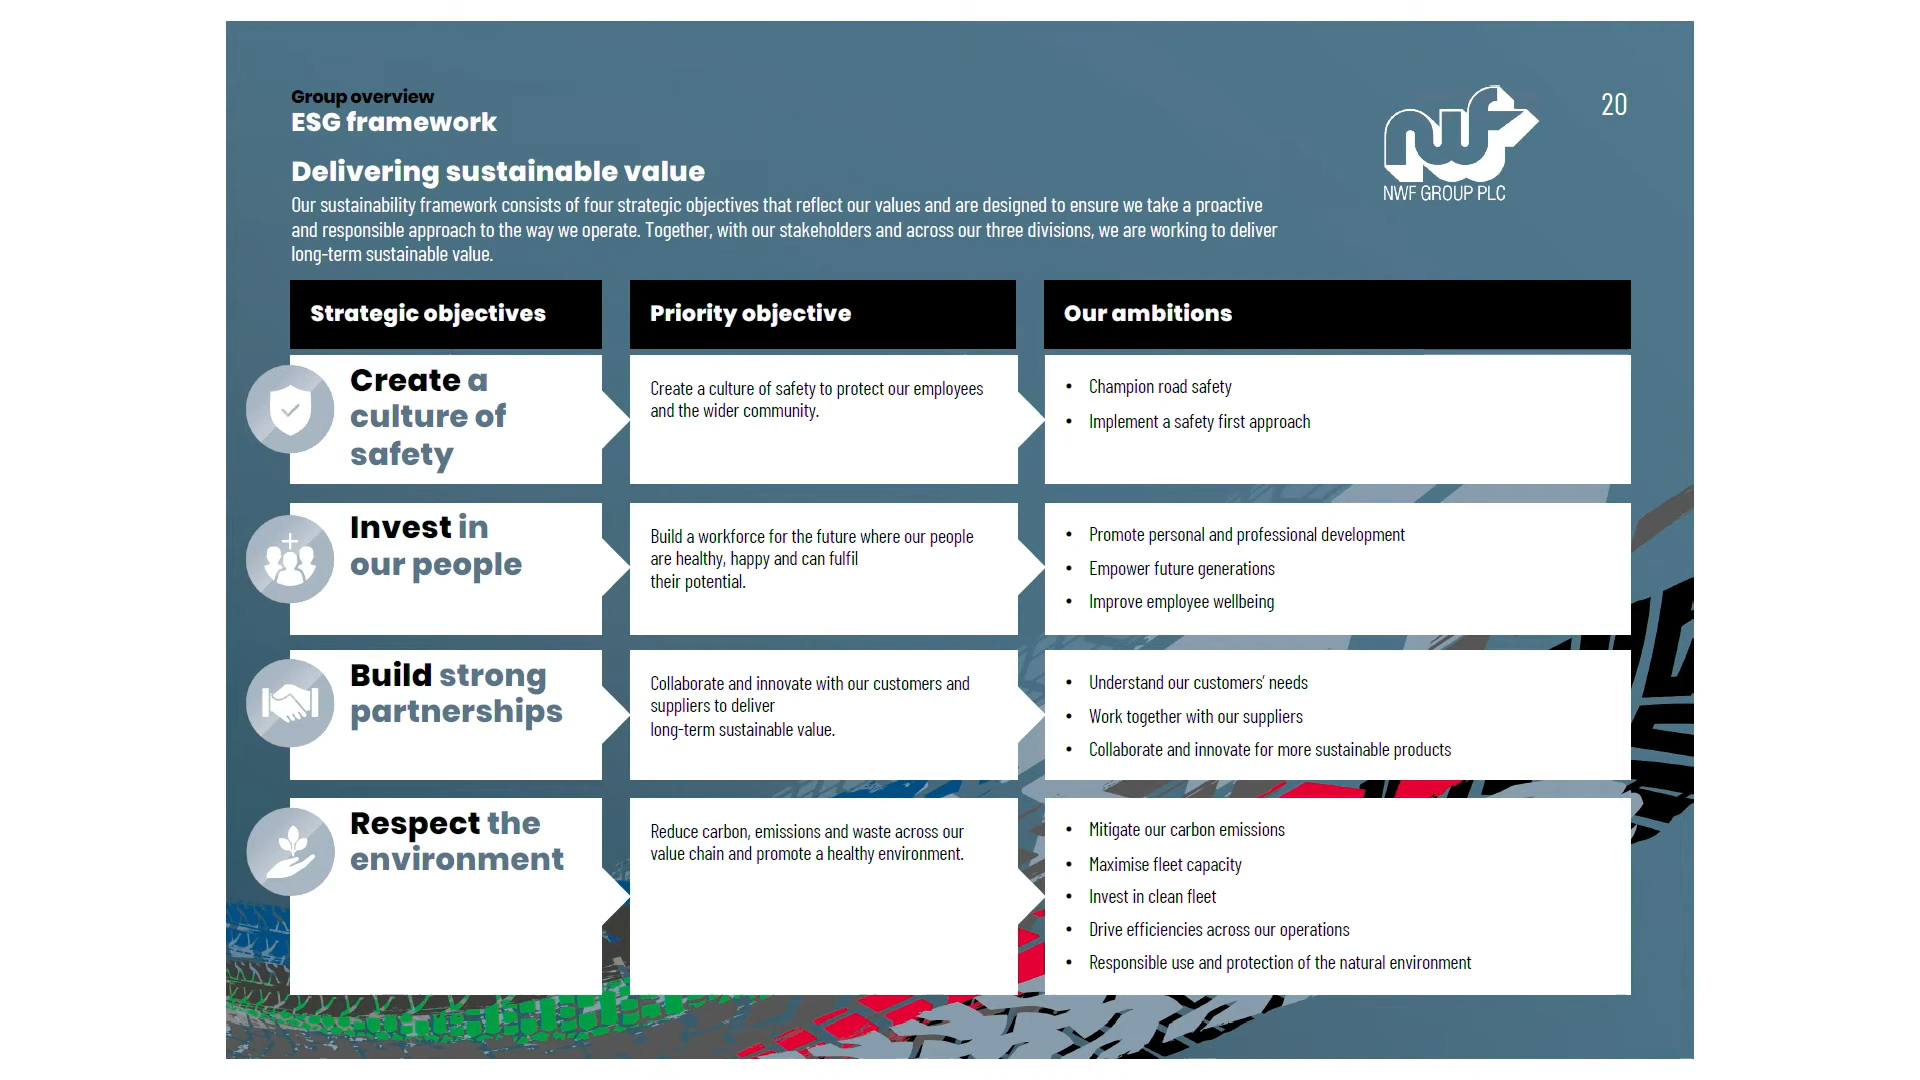 Group overview
ESG framework
20
nwf
NWF GROUP PLC
Delivering sustainable value
Our sustainability framework consists of four strategic objectives that reflect our values and are designed to ensure we take a proactive
and responsible approach to the way we operate. Together, with our stakeholders and across our three divisions, we are working to deliver
long-term sustainable value.
Strategic objectives
Priority objective
Our ambitions
Create a
culture of
safety
Create a culture of safety to protect our employees
and the wider community.
• Champion road safety
• Implement a safety first approach
Invest in
our people
Build a workforce for the future where our people
are healthy, happy and can fulfil
their potential.
• Promote personal and professional development
• Empower future generations
• Improve employee wellbeing
Build strong
partnerships
Collaborate and innovate with our customers and
suppliers to deliver
long-term sustainable value.
• Understand our customers’ needs
• Work together with our suppliers
• Collaborate and innovate for more sustainable products
Respect the
environment
Reduce carbon, emissions and waste across our
value chain and promote a healthy environment.
• Mitigate our carbon emissions
• Maximise fleet capacity
• Invest in clean fleet
• Drive efficiencies across our operations
• Responsible use and protection of the natural environment